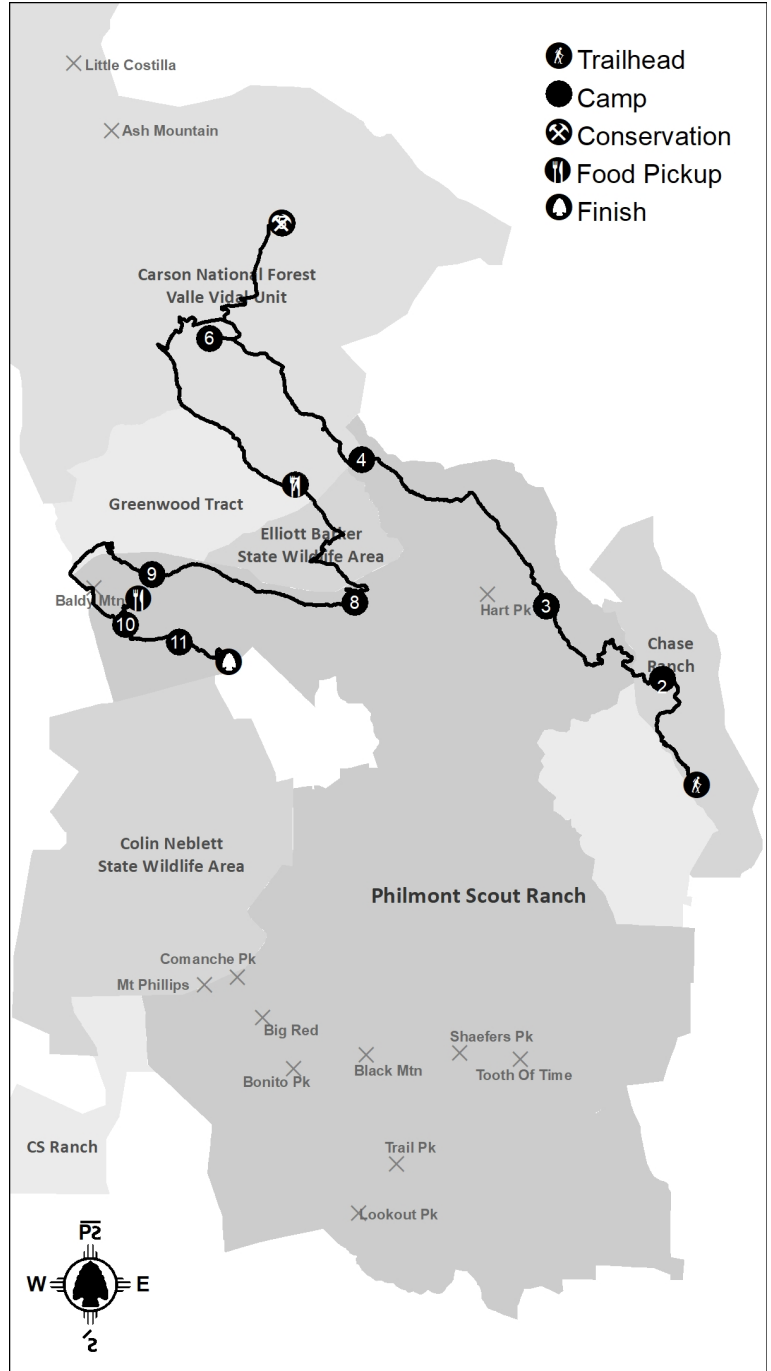 Little Costilla
Ash Mountain
Trailhead
Camp
Conservation
Food Pickup
Finish
Carson National Forest
Valle Vidal Unit
6
4
Greenwood Tract
Elliott Barker
State Wildlife Area
9
Baldy Mtn
8
10
11
Hart Pk
3
Chase
Ranch
2
Colin Neblett
State Wildlife Area
Philmont Scout Ranch
Comanche Pk
Mt Phillips
Big Red
Bonito Pk
Black Mtn
Shaefers Pk
Tooth Of Time
CS Ranch
Trail Pk
Lookout Pk
W
E